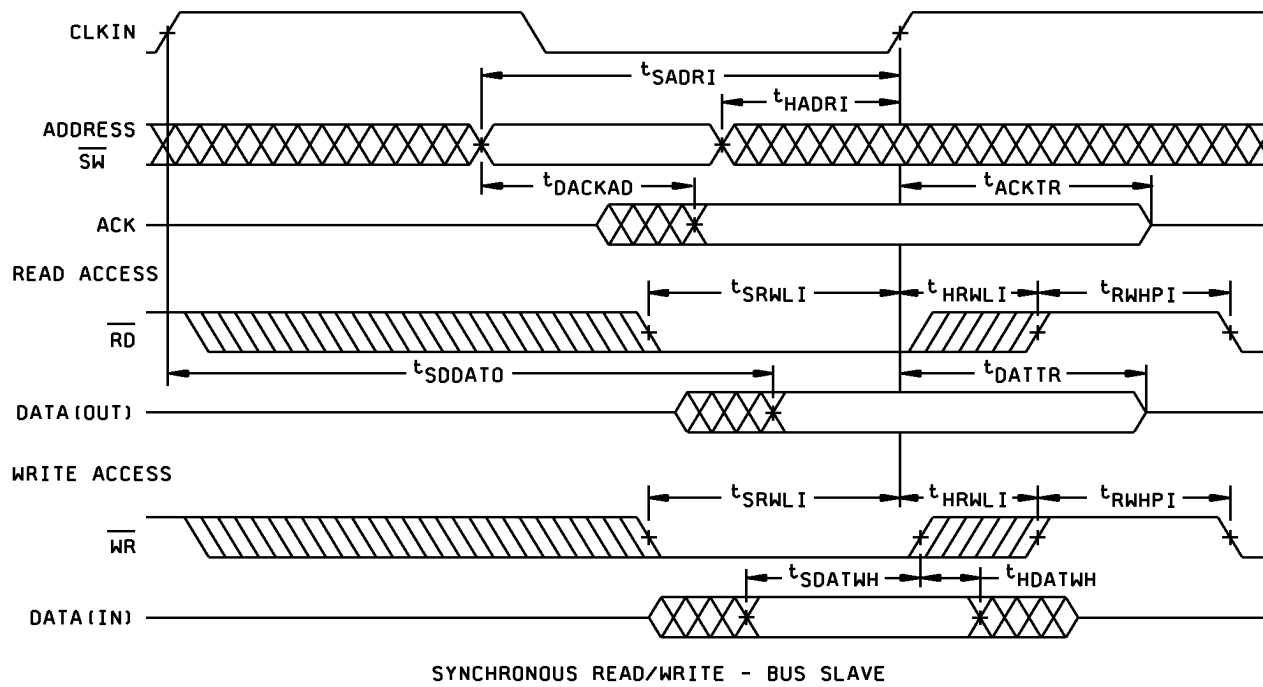 CLKIN
tSADRI
tHADRI
ADDRESS
SW
tDACKAD
tACKTR
ACK
READ ACCESS
tSRWLI
tHRWLI
tRWHPI
RD
tSDDATO
tDATTR
DATA(OUT)
WRITE ACCESS
tSRWLI
tHRWLI
tRWHPI
WR
tSDATWH
tHDATWH
DATA(IN)
SYNCHRONOUS READ/WRITE - BUS SLAVE